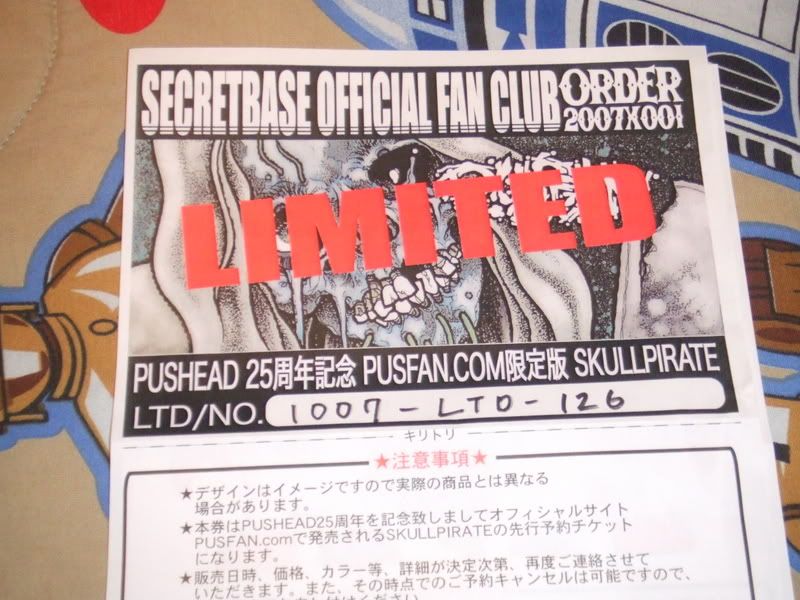 SECRETBASE OFFICIAL FAN CLUB
ORDER
2007X001
LIMITED
PUSHEAD 25周年記念 PUSFAN.COM限定版 SKULLPIRATE
LTD/NO. 1007-LTD-126
キリトリ
★注意事項★
★デザインはイメージですので実際の商品とは異なる
場合があります。
★本券はPUSHEAD25周年を記念致しましてオフィシャルサイト
PUSFAN.comで発売されるSKULLPIRATEの先行予約チケット
になります。
★販売日時、価格、カラー等、詳細が決定次第、再度ご連絡させて
いただきます。また、その時点でのご予約キャンセルは可能ですので、